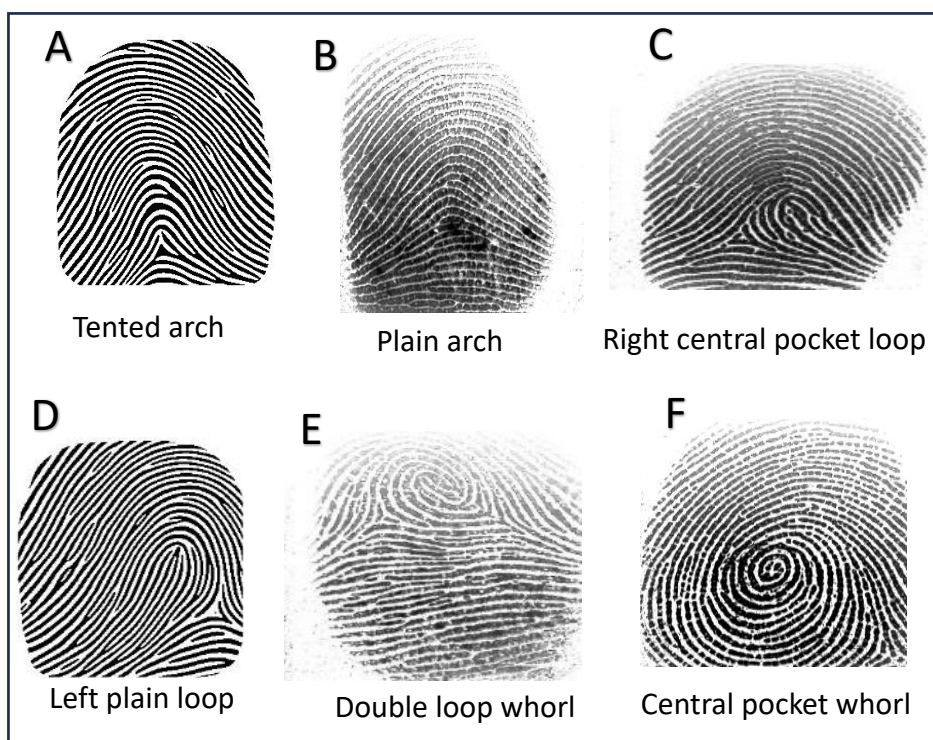 A
B
C
Tented arch
Plain arch
Right central pocket loop
D
E
F
Left plain loop
Double loop whorl
Central pocket whorl